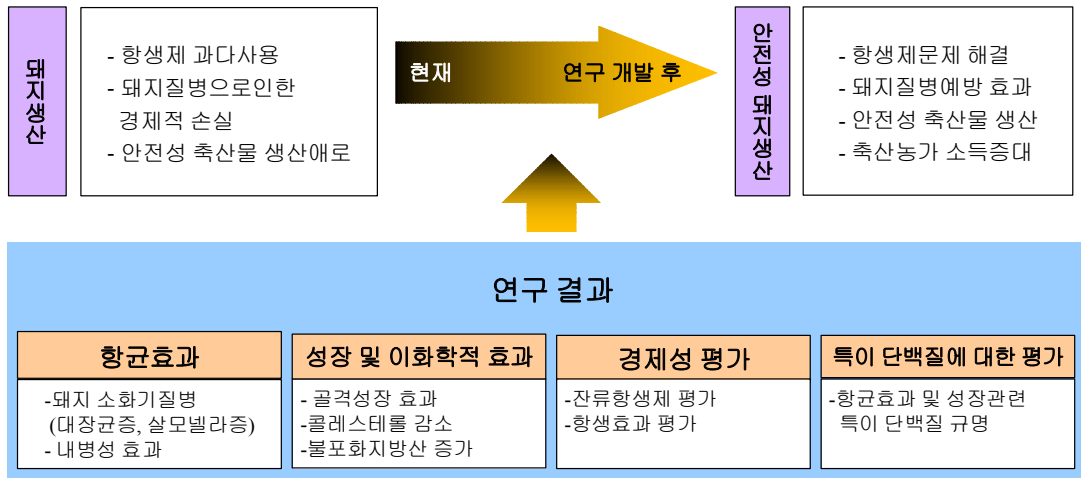 돼지생산
- 항생제 과다사용
- 돼지질병으로인한
경제적 손실
- 안전성 축산물 생산애로
현재
연구 개발 후
안전성 돼지생산
- 항생제문제 해결
- 돼지질병예방 효과
- 안전성 축산물 생산
- 축산농가 소득증대
연구 결과
항균효과
-돼지 소화기질병
(대장균증, 살모넬라증)
- 내병성 효과
성장 및 이화학적 효과
- 골격성장 효과
-콜레스테롤 감소
-불포화지방산 증가
경제성 평가
-잔류항생제 평가
-항생효과 평가
특이 단백질에 대한 평가
-항균효과 및 성장관련
특이 단백질 규명